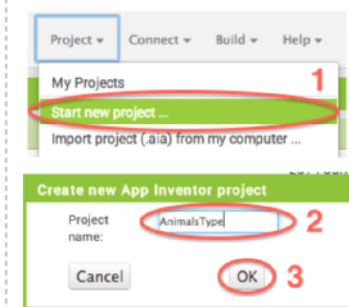 Project ▾ Connect ▾ Build ▾ Help ▾
My Projects 1
Start new project ...
Import project (.aia) from my computer ...
Create new App Inventor project
Project name: AnimalsType 2
Cancel OK 3